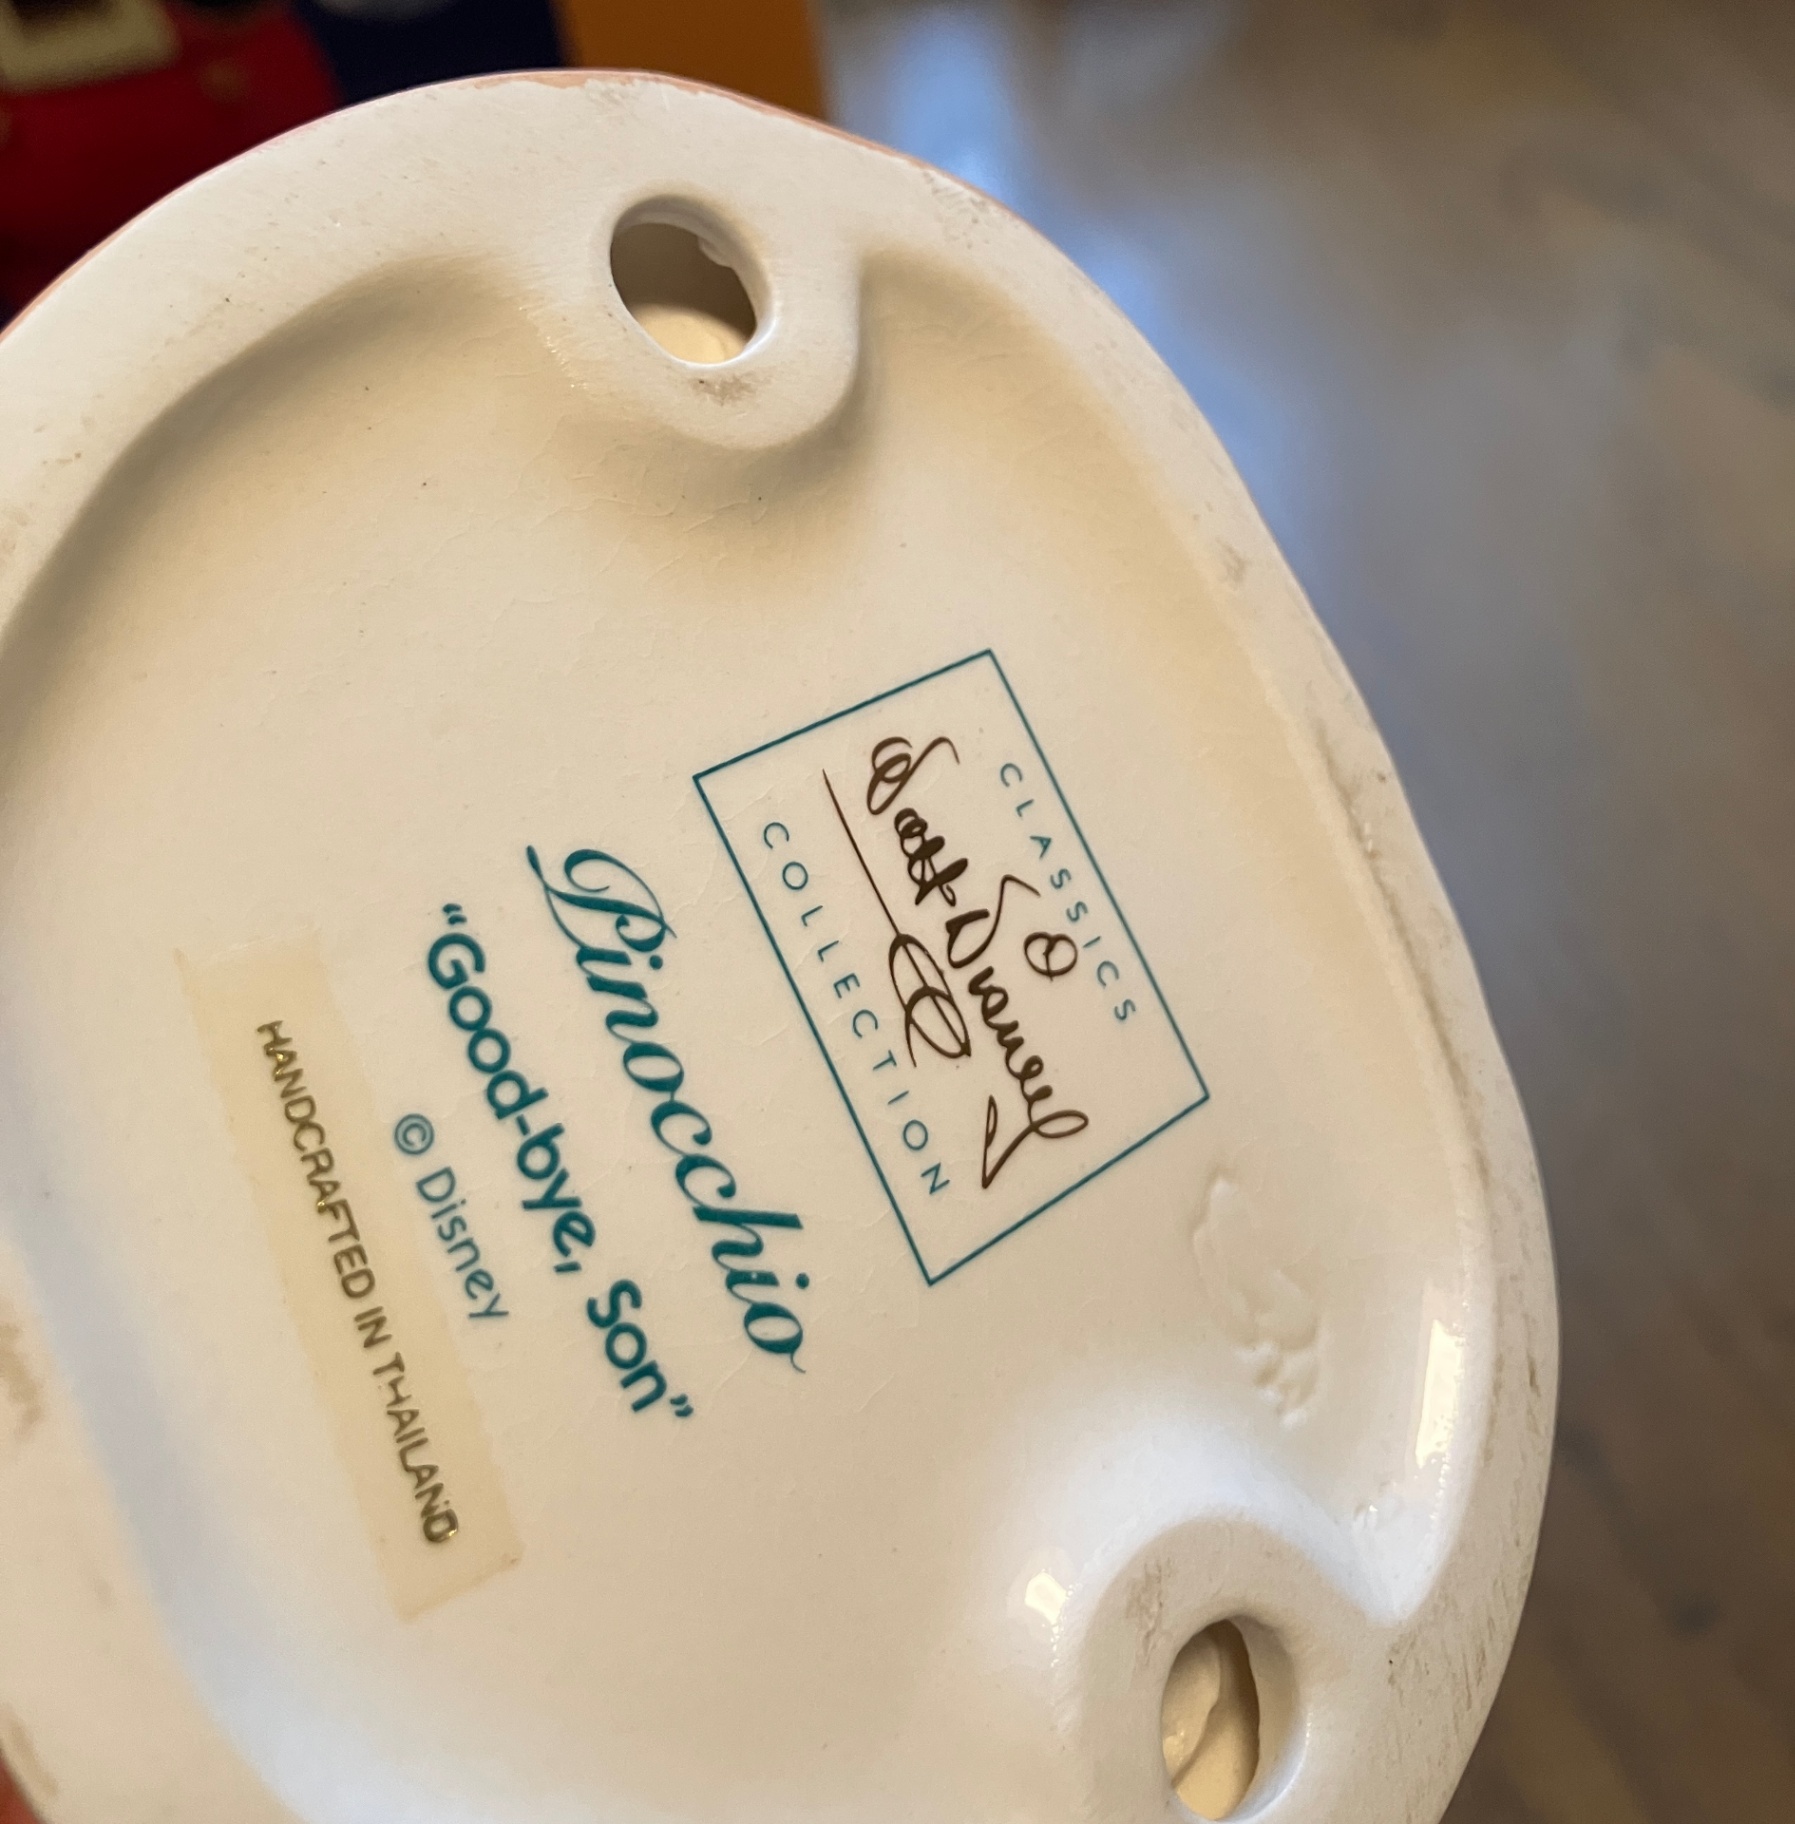 CLASSICS
Walt Disney
COLLECTION
Pinocchio
“Good-bye, Son”
© Disney
HANDCRAFTED IN THAILAND